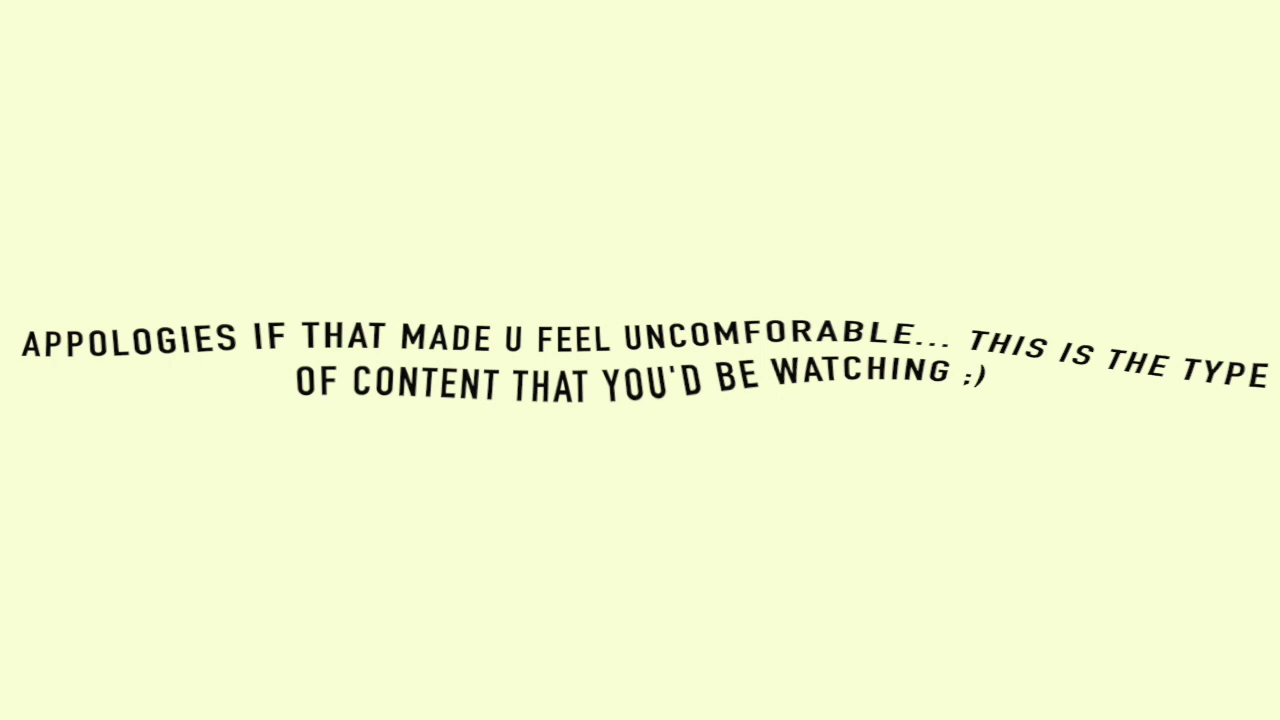 APPOLOGIES IF THAT MADE U FEEL UNCOMFORABLE... THIS IS THE TYPE
OF CONTENT THAT YOU'D BE WATCHING ;)